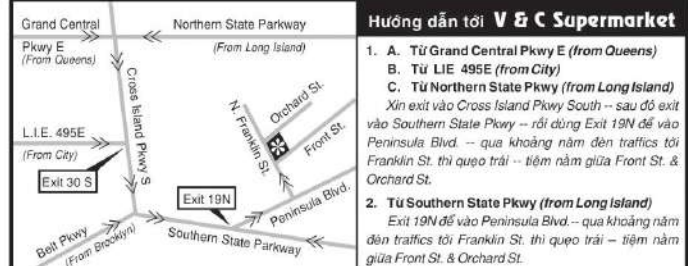 Grand Central
Pkwy E
(From Queens)
Northern State Parkway
(From Long Island)
Cross Island Pkwy S
N. Franklin St.
Orchard St.
Front St.
L.I.E. 495E
(From City)
Exit 30 S
Exit 19N
Peninsula Blvd.
Belt Pkwy
(From Brooklyn)
Southern State Parkway
Hướng dẫn tới V & C Supermarket
1. A. Từ Grand Central Pkwy E (from Queens)
B. Từ LIE 495E (from City)
C. Từ Northern State Pkwy (from Long Island)
Xin exit vào Cross Island Pkwy South -- sau đó exit
vào Southern State Pkwy -- rồi dùng Exit 19N để vào
Peninsula Blvd. -- qua khoảng năm đèn traffics tới
Franklin St. thì quẹo trái -- tiệm nằm giữa Front St. &
Orchard St.
2. Từ Southern State Pkwy (from Long Island)
Exit 19N để vào Peninsula Blvd.-- qua khoảng năm
đèn traffics tới Franklin St. thì quẹo trái -- tiệm nằm
giữa Front St. & Orchard St.